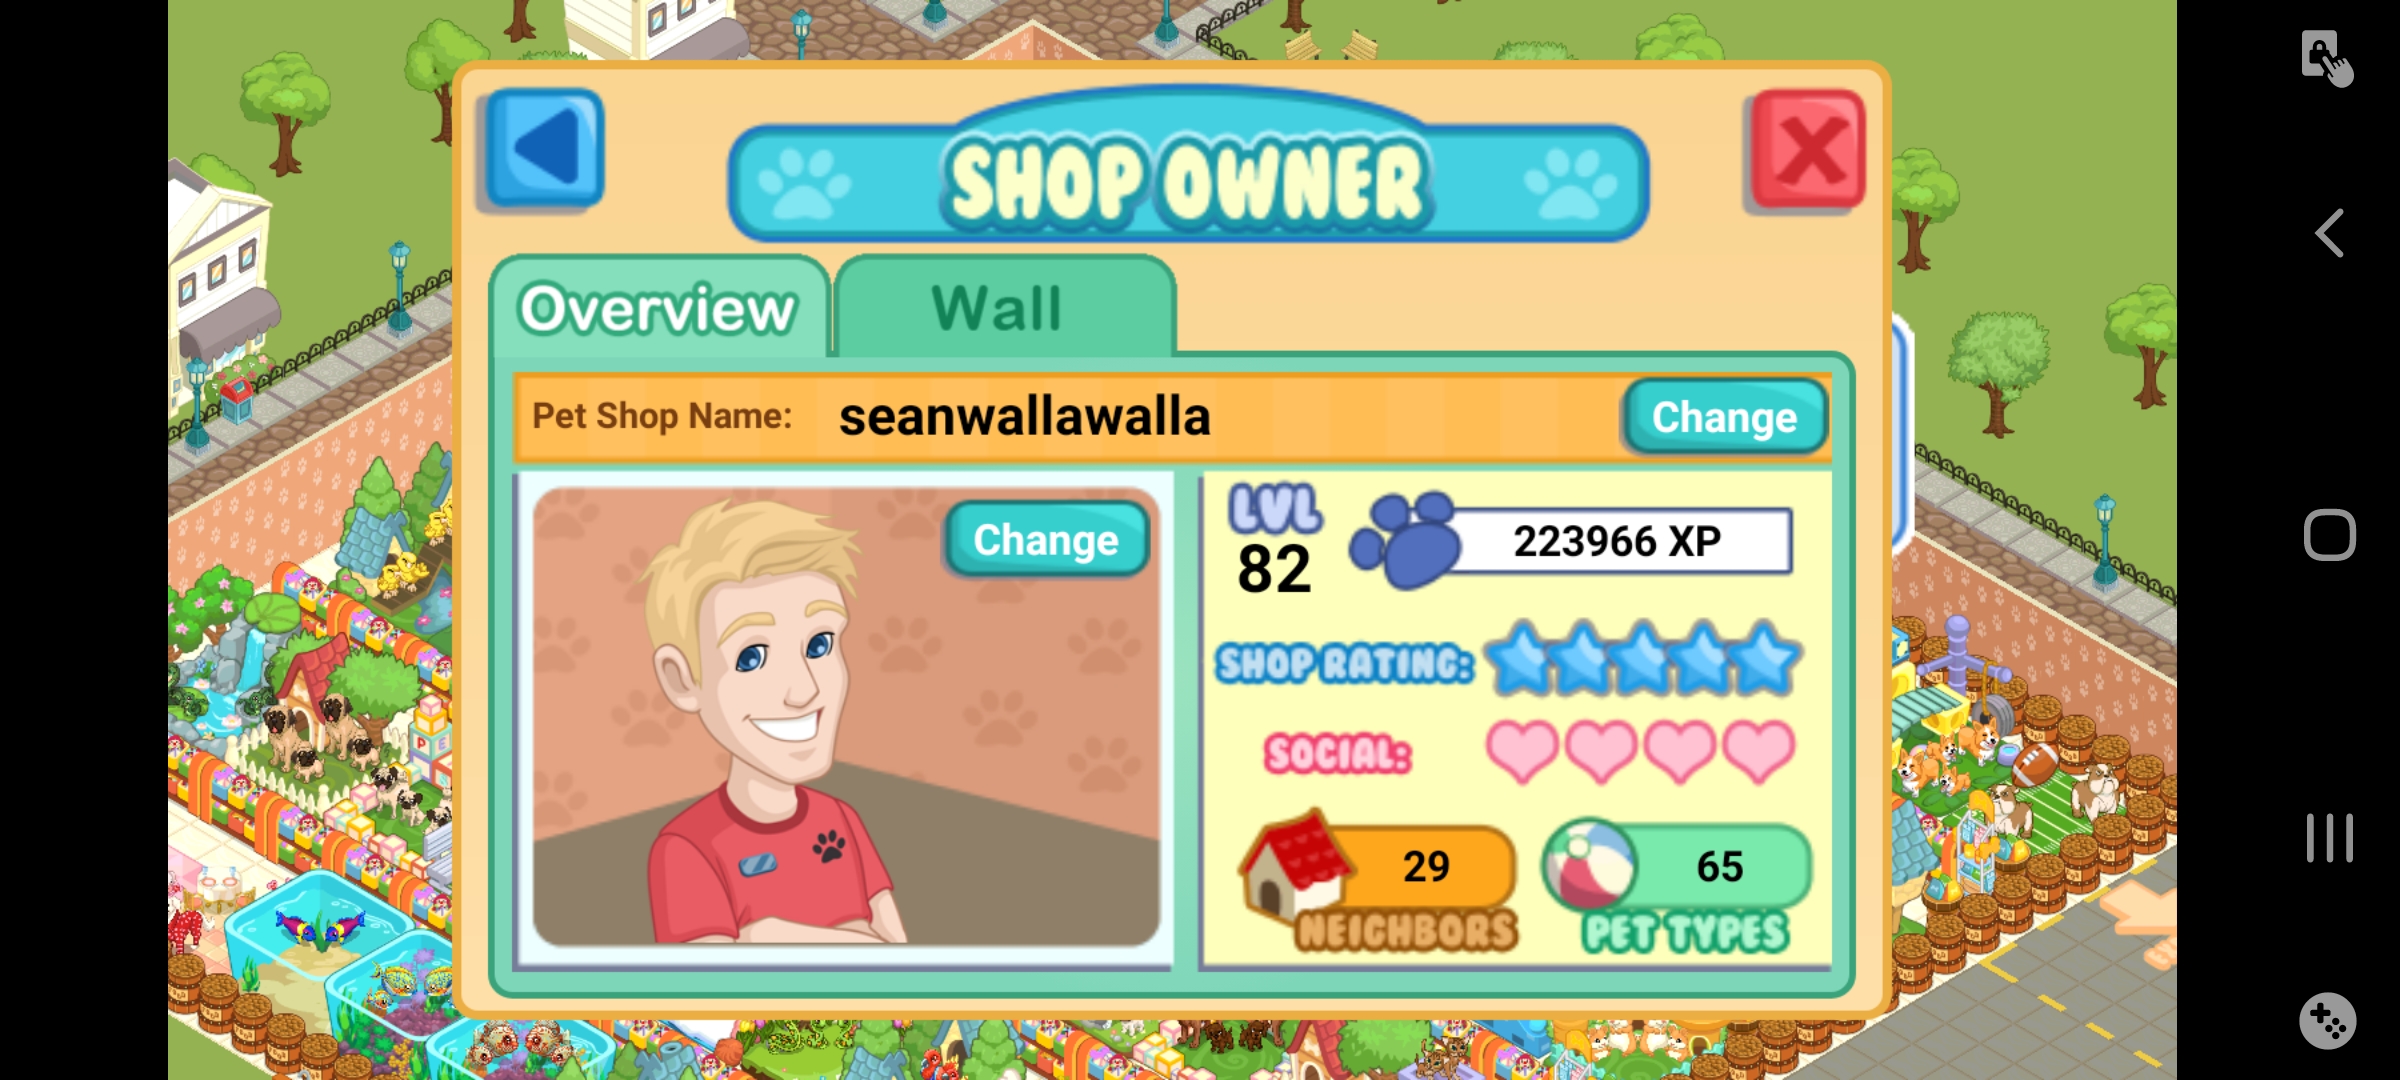 SHOP OWNER
Overview
Wall
Pet Shop Name: seanwallawalla
Change
Change
LVL
82
223966 XP
SHOP RATING:
SOCIAL:
29
NEIGHBORS
65
PET TYPES